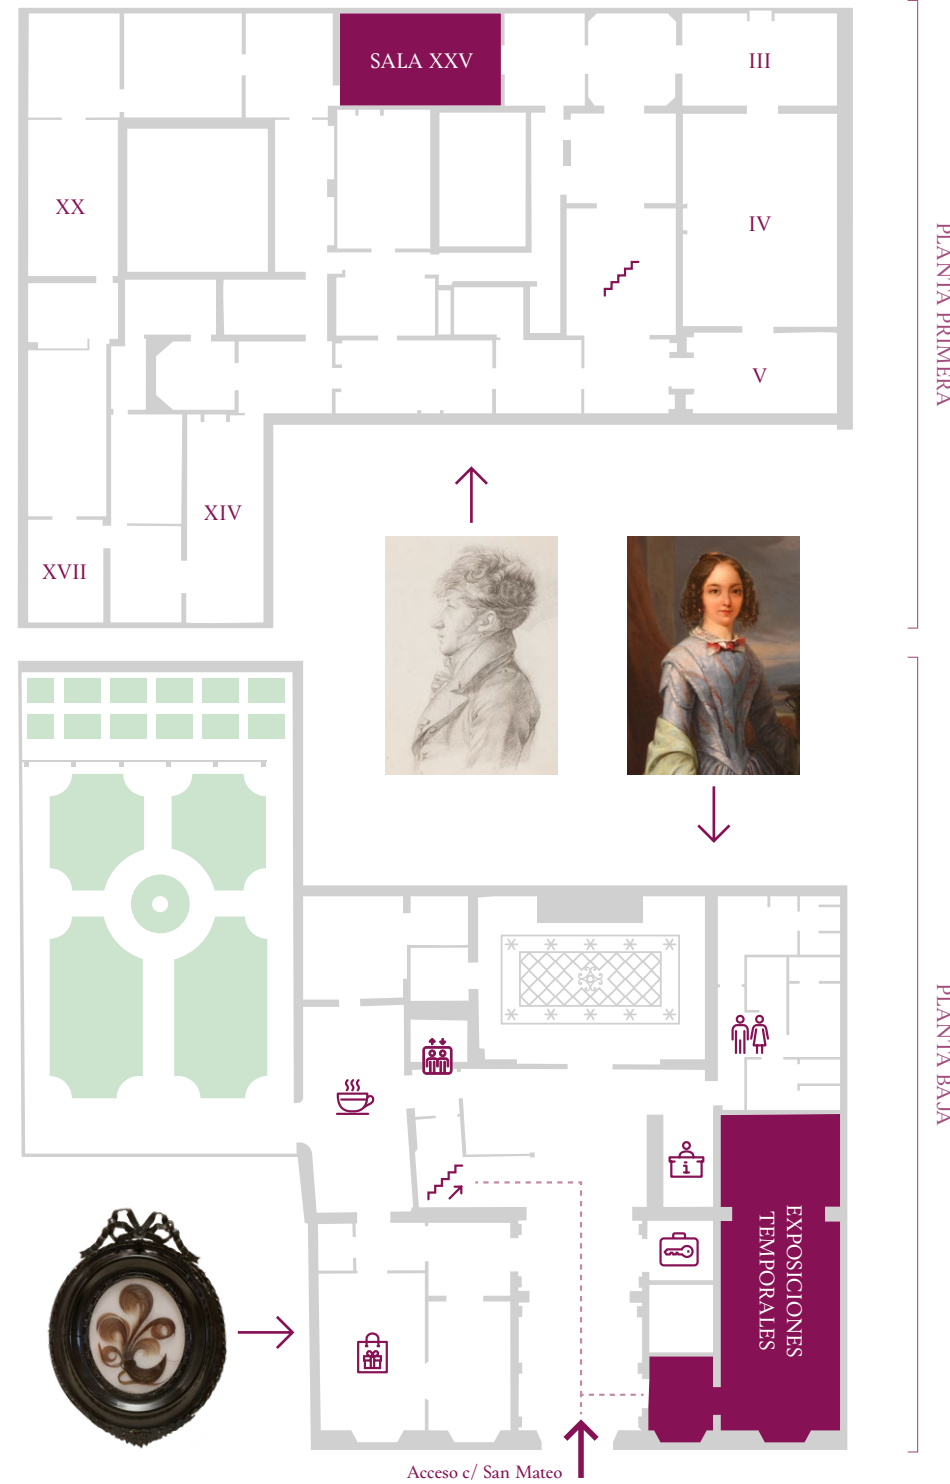 SALA XXV
III
XX
IV
V
XIV
XVII
PLANTA PRIMERA
PLANTA BAJA
i
EXPOSICIONES
TEMPORALES
Acceso c/ San Mateo